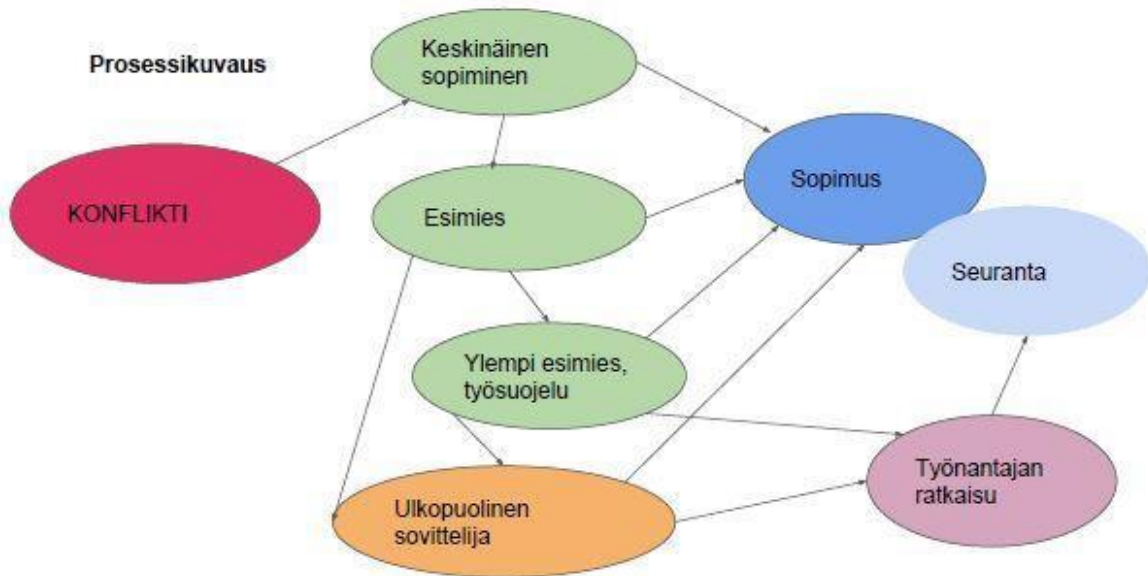 Prosessikuvaus
Keskinäinen
sopiminen
KONFLIKTI
Esimies
Sopimus
Seuranta
Ylempi esimies,
työsuojelu
Ulkopuolinen
sovittelija
Työnantajan
ratkaisu